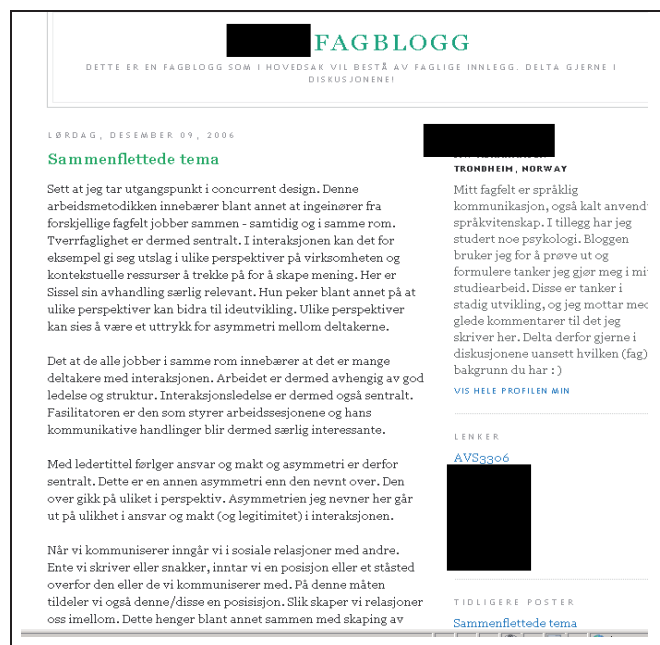 FAGBLOGG
DETTE ER EN FAGBLOGG SOM I HOVEDSAK VIL BESTÅ AV FAGLIGE INNLEGG. DELTA GJERNE I
DISKUSJONENE!
LØRDAG, DESEMBER 09, 2006
Sammenflettede tema
Sett at jeg tar utgangspunkt i concurrent design. Denne
arbeidsmetodikken innebærer blant annet at ingeinører fra
forskjellige fagfelt jobber sammen - samtidig og i samme rom.
Tverrfaglighet er dermed sentralt. I interaksjonen kan det for
eksempel gi seg utslag i ulike perspektiver på virksomheten og
kontekstuelle ressurser å trekke på for å skape mening. Her er
Sissel sin avhandling særlig relevant. Hun peker blant annet på at
ulike perspektiver kan bidra til ideutvikling. Ulike perspektiver
kan sies å være et uttrykk for asymmetri mellom deltakerne.
Det at de alle jobber i samme rom innebærer at det er mange
deltakere med interaksjonen. Arbeidet er dermed avhengig av god
ledelse og struktur. Interaksjonsledelse er dermed også sentralt.
Fasilitatoren er den som styrer arbeidssesjonene og hans
kommunikative handlinger blir dermed særlig interessante.
Med ledertittel førlger ansvar og makt og asymmetri er derfor
sentralt. Dette er en annen asymmetri enn den nevnt over. Den
over gikk på uliket i perspektiv. Asymmetrien jeg nevner her går
ut på ulikhet i ansvar og makt (og legitimitet) i interaksjonen.
Når vi kommuniserer inngår vi i sosiale relasjoner med andre.
Ente vi skriver eller snakker, inntar vi en posisjon eller et ståsted
overfor den eller de vi kommuniserer med. På denne måten
tildeler vi også denne/disse en posisisjon. Slik skaper vi relasjoner
oss imellom. Dette henger blant annet sammen med skaping av
TRONDHEIM, NORWAY
Mitt fagfelt er språklig
kommunikasjon, også kalt anvendt
språkvitenskap. I tillegg har jeg
studert noe psykologi. Bloggen
bruker jeg for å prøve ut og
formulere tanker jeg gjør meg i mi
studiearbeid. Disse er tanker i
stadig utvikling, og jeg mottar med
glede kommentarer til det jeg
skriver her. Delta derfor gjerne i
diskusjonene uansett hvilken (fag)
bakgrunn du har : )
VIS HELE PROFILEN MIN
LENKER
AVS3306
TIDLIGERE POSTER
Sammenflettede tema